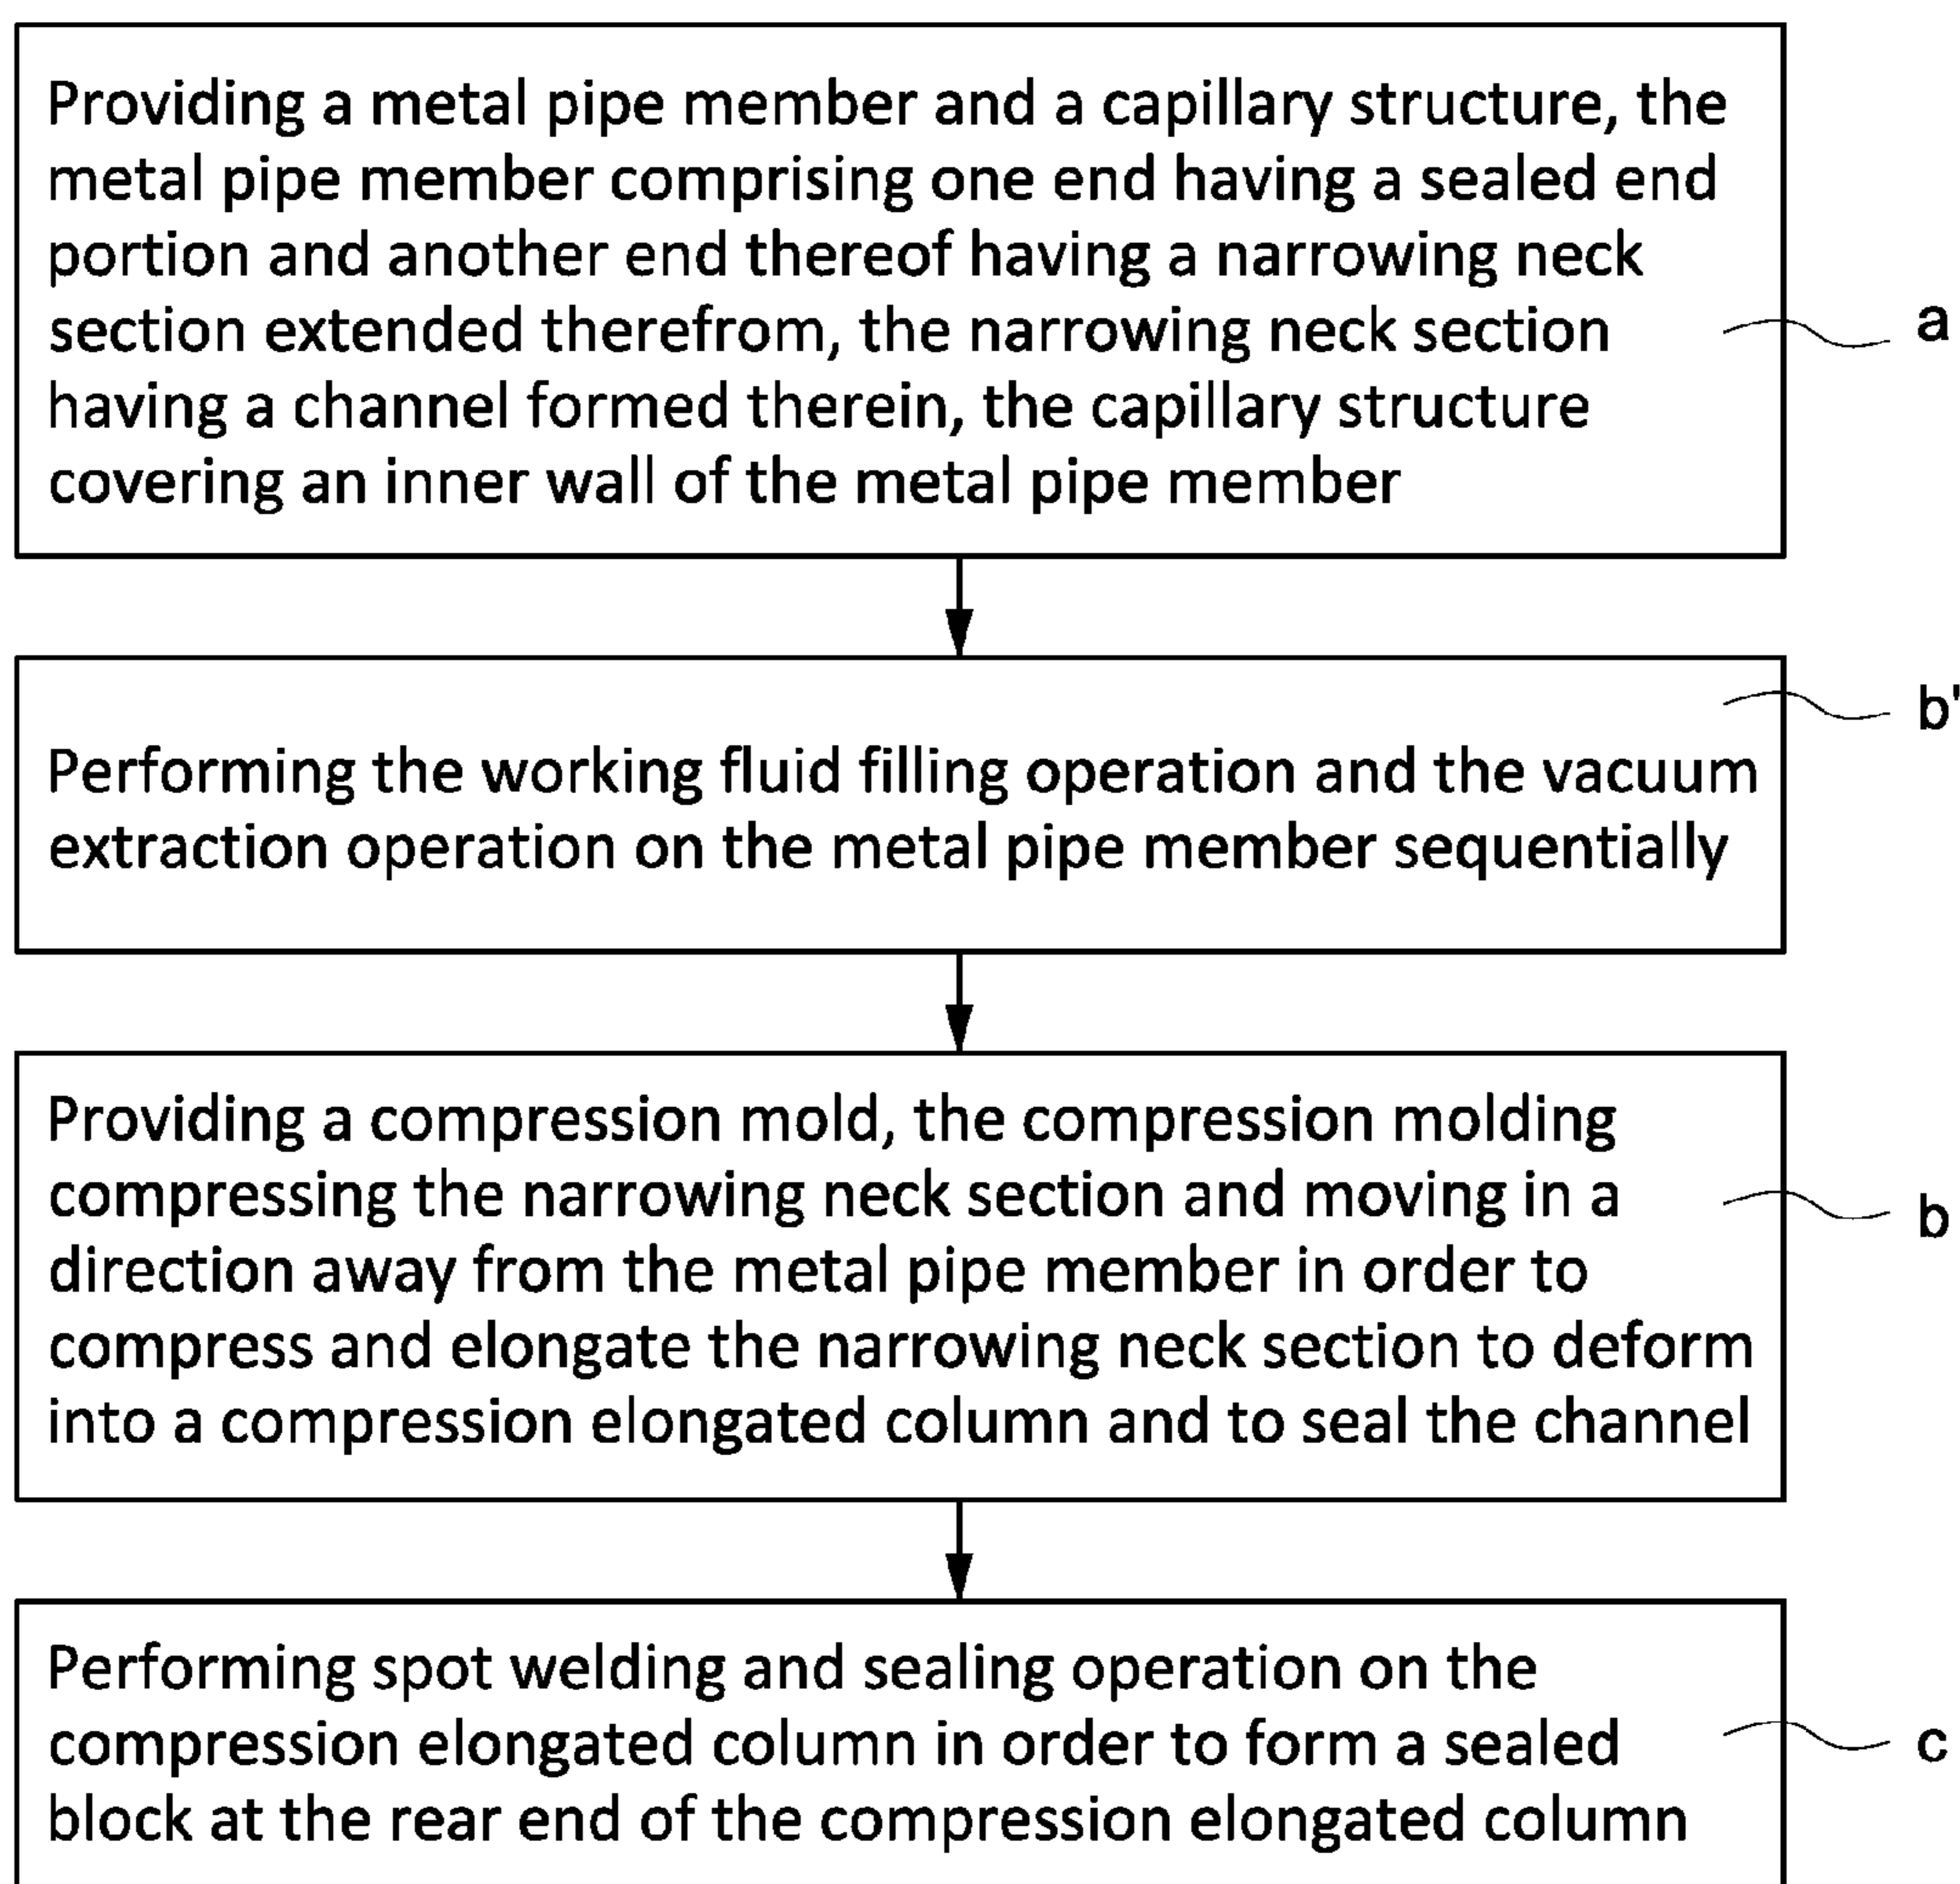 Providing a metal pipe member and a capillary structure, the
metal pipe member comprising one end having a sealed end
portion and another end thereof having a narrowing neck
section extended therefrom, the narrowing neck section
having a channel formed therein, the capillary structure
covering an inner wall of the metal pipe member
a
b'
Performing the working fluid filling operation and the vacuum
extraction operation on the metal pipe member sequentially
Providing a compression mold, the compression molding
compressing the narrowing neck section and moving in a
direction away from the metal pipe member in order to
compress and elongate the narrowing neck section to deform
into a compression elongated column and to seal the channel
b
Performing spot welding and sealing operation on the
compression elongated column in order to form a sealed
block at the rear end of the compression elongated column
c